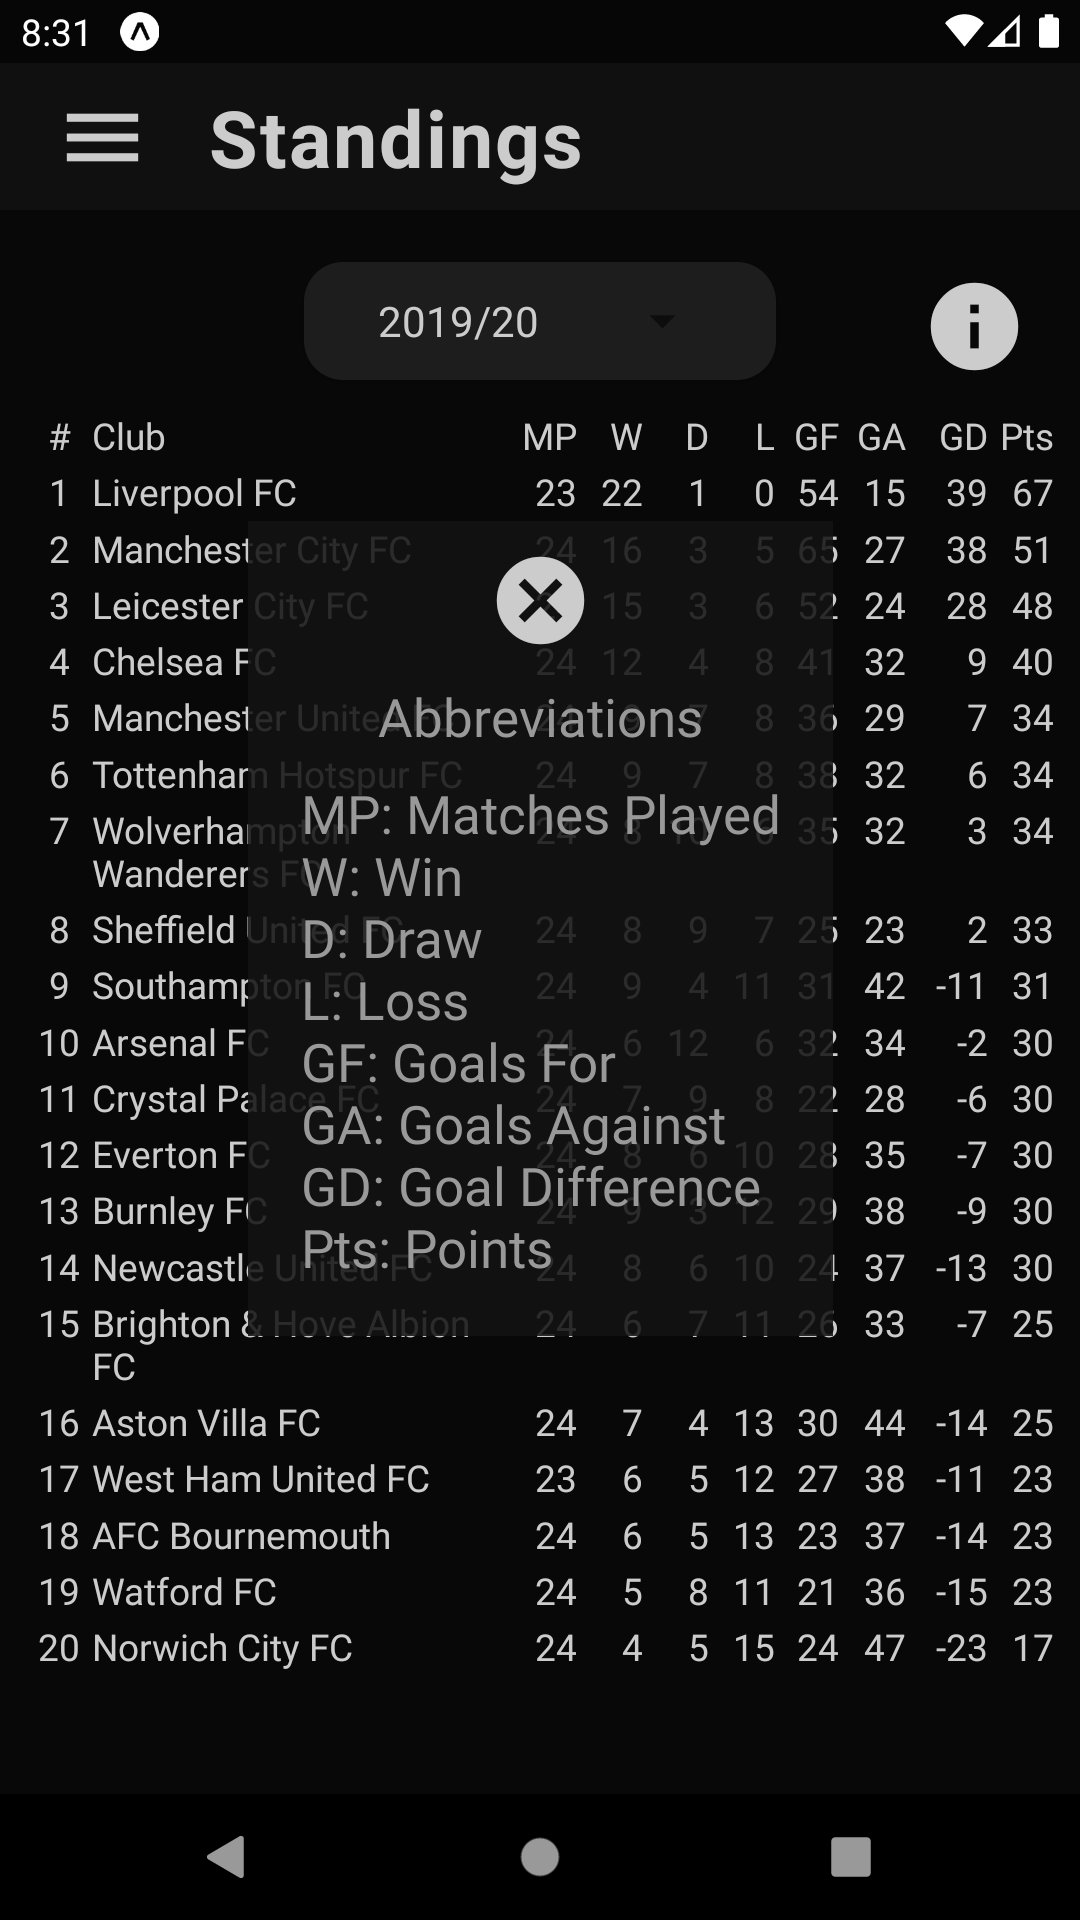 8:31
Standings
2019/20
# Club MP W D L GF GA GD Pts
1 Liverpool FC 23 22 1 0 54 15 39 67
2 Manchester City FC 24 16 3 5 65 27 38 51
3 Leicester City FC 15 3 6 52 24 28 48
4 Chelsea FC 24 12 4 8 41 32 9 40
5 Manchester United FC 7 8 36 29 7 34
Abbreviations
6 Tottenham Hotspur FC 24 9 7 8 38 32 6 34
7 Wolverhampton 24 8 10 6 35 32 3 34
MP: Matches Played
Wanderers FC
W: Win
8 Sheffield United FC 24 8 9 7 25 23 2 33
D: Draw
9 Southampton FC 24 9 4 11 31 42 -11 31
L: Loss
10 Arsenal FC 24 6 12 6 32 34 -2 30
GF: Goals For
11 Crystal Palace FC 24 7 9 8 22 28 -6 30
GA: Goals Against
12 Everton FC 24 8 6 10 28 35 -7 30
GD: Goal Difference
13 Burnley FC 24 9 3 12 29 38 -9 30
Pts: Points
14 Newcastle United FC 24 8 6 10 24 37 -13 30
15 Brighton & Hove Albion 24 6 7 11 26 33 -7 25
FC
16 Aston Villa FC 24 7 4 13 30 44 -14 25
17 West Ham United FC 23 6 5 12 27 38 -11 23
18 AFC Bournemouth 24 6 5 13 23 37 -14 23
19 Watford FC 24 5 8 11 21 36 -15 23
20 Norwich City FC 24 4 5 15 24 47 -23 17